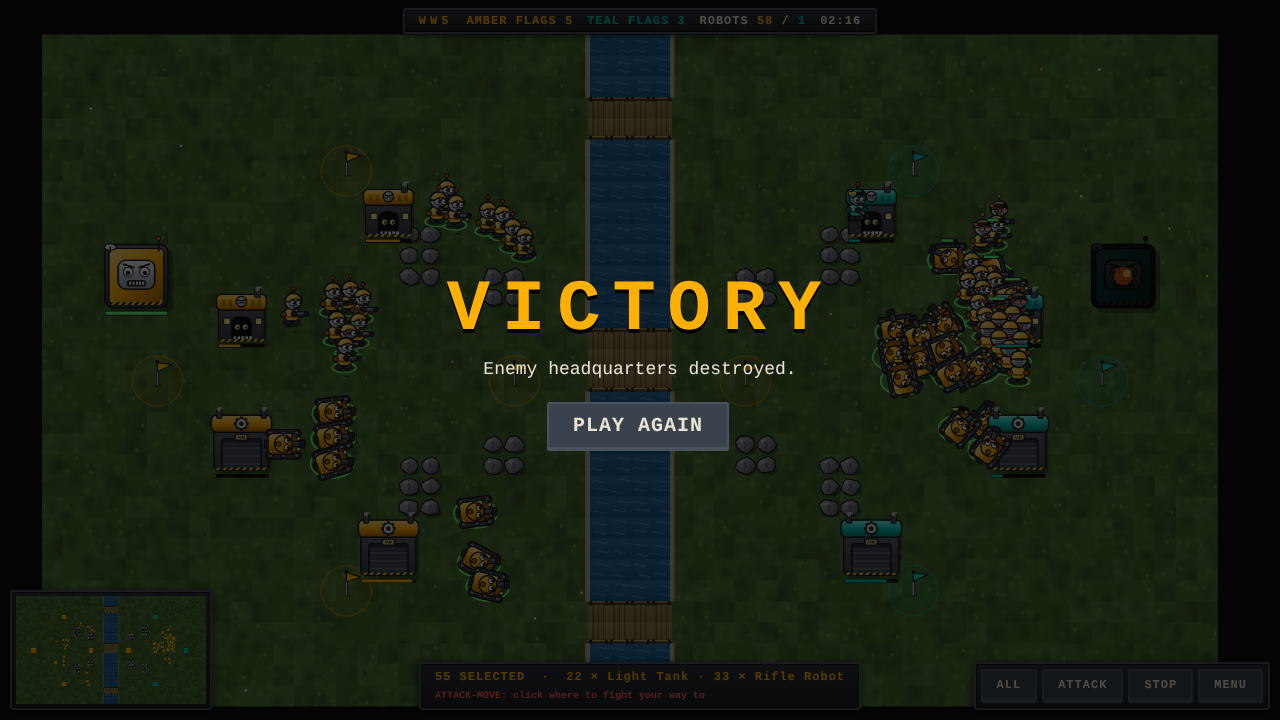 WW5 AMBER FLAGS 5 TEAL FLAGS 3 ROBOTS 58 / 1 02:16
VICTORY
Enemy headquarters destroyed.
PLAY AGAIN
55 SELECTED · 22 × Light Tank · 33 × Rifle Robot
ATTACK-MOVE: click where to fight your way to
ALL ATTACK STOP MENU